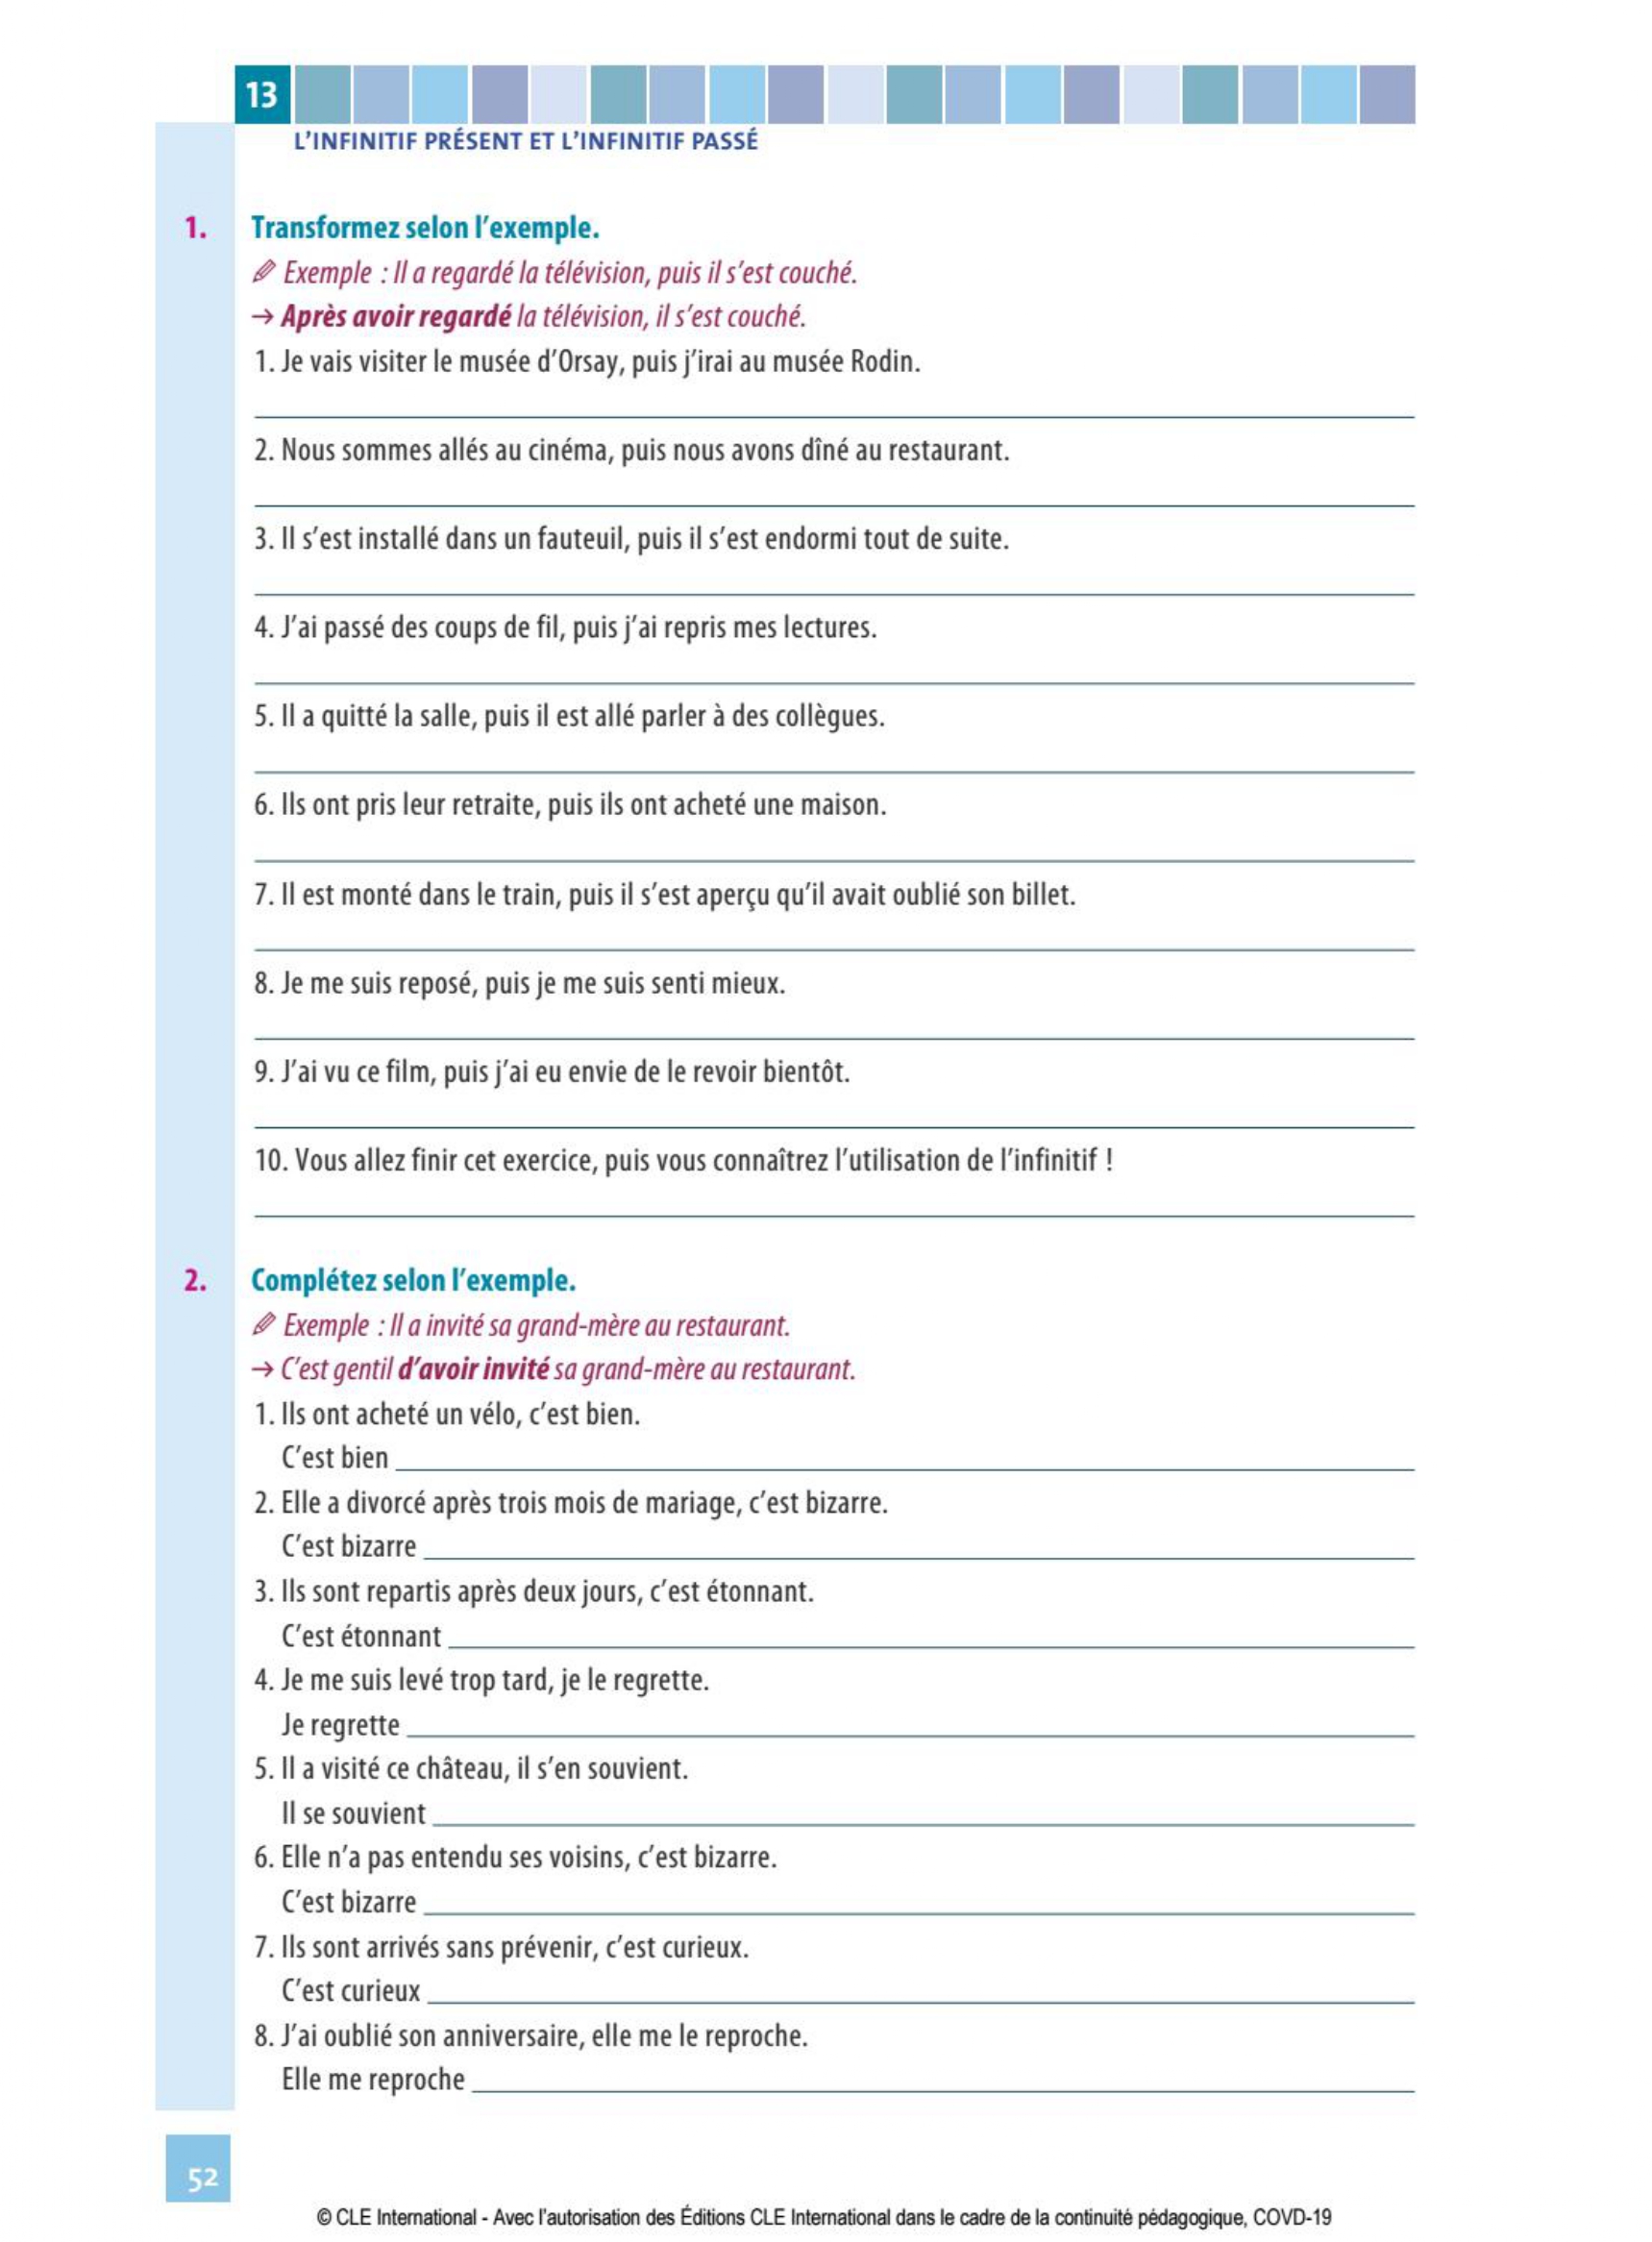 13
L'INFINITIF PRÉSENT ET L'INFINITIF PASSÉ
1. Transformez selon l'exemple.
Exemple : Il a regardé la télévision, puis il s'est couché.
→ Après avoir regardé la télévision, il s'est couché.
1. Je vais visiter le musée d'Orsay, puis j'irai au musée Rodin.
2. Nous sommes allés au cinéma, puis nous avons dîné au restaurant.
3. Il s'est installé dans un fauteuil, puis il s'est endormi tout de suite.
4. J'ai passé des coups de fil, puis j'ai repris mes lectures.
5. Il a quitté la salle, puis il est allé parler à des collègues.
6. Ils ont pris leur retraite, puis ils ont acheté une maison.
7. Il est monté dans le train, puis il s'est aperçu qu'il avait oublié son billet.
8. Je me suis reposé, puis je me suis senti mieux.
9. J'ai vu ce film, puis j'ai eu envie de le revoir bientôt.
10. Vous allez finir cet exercice, puis vous connaîtrez l'utilisation de l'infinitif !
2. Complétez selon l'exemple.
Exemple : Il a invité sa grand-mère au restaurant.
→ C'est gentil d'avoir invité sa grand-mère au restaurant.
1. Ils ont acheté un vélo, c'est bien.
C'est bien
2. Elle a divorcé après trois mois de mariage, c'est bizarre.
C'est bizarre
3. Ils sont repartis après deux jours, c'est étonnant.
C'est étonnant
4. Je me suis levé trop tard, je le regrette.
Je regrette
5. Il a visité ce château, il s'en souvient.
Il se souvient
6. Elle n'a pas entendu ses voisins, c'est bizarre.
C'est bizarre
7. Ils sont arrivés sans prévenir, c'est curieux.
C'est curieux
8. J'ai oublié son anniversaire, elle me le reproche.
Elle me reproche
52
© CLE International - Avec l'autorisation des Éditions CLE International dans le cadre de la continuité pédagogique, COVD-19